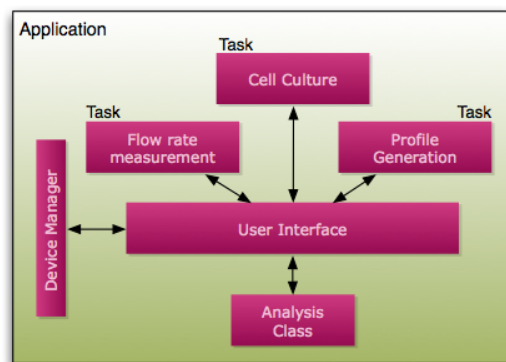 Application
Task
Cell Culture
Task
Task
Flow rate
measurement
Profile
Generation
Device Manager
User Interface
Analysis
Class